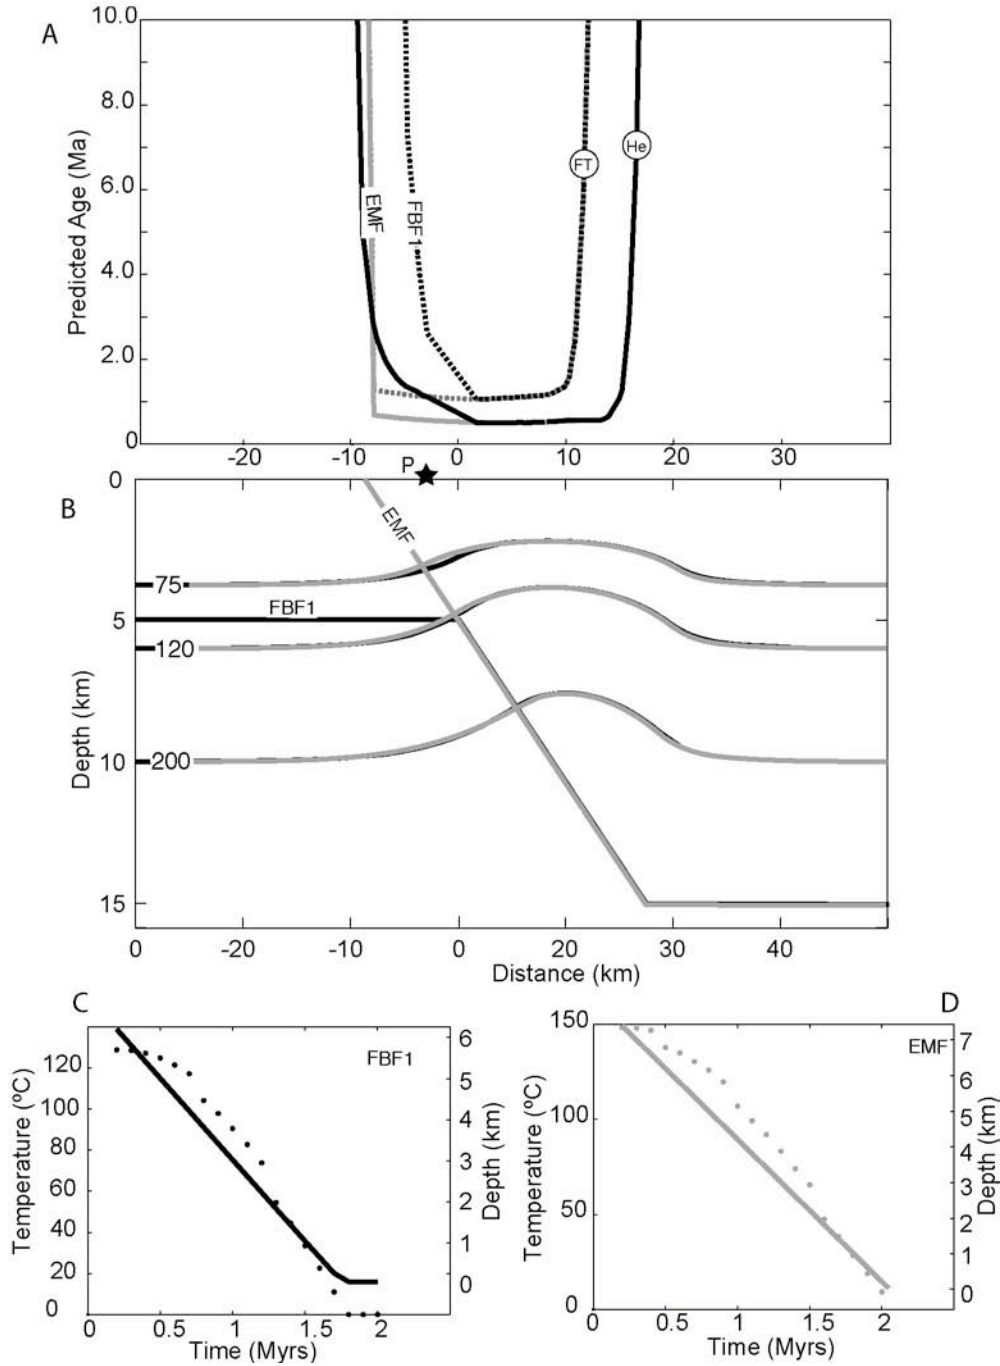 A
10.0
8.0
6.0
4.0
2.0
0
Predicted Age (Ma)
EMF
FBF1
FT
He
-20
-10
0
10
20
30
P
B
0
5
10
15
Depth (km)
EMF
75
FBF1
120
200
0
-20
-10
0
20
30
40
Distance (km)
C
FBF1
120
100
80
60
40
20
0
Temperature (ºC)
6
5
4
3
2
1
0
Depth (km)
0
0.5
1
1.5
2
Time (Myrs)
D
EMF
150
100
50
0
Temperature (ºC)
7
6
5
4
3
2
1
0
Depth (km)
0
0.5
1
1.5
2
Time (Myrs)